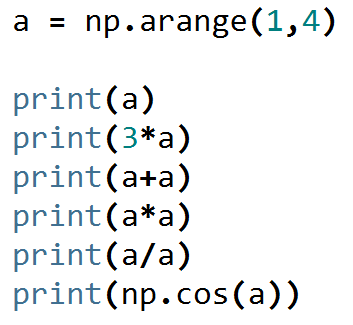 a = np.arange(1,4)
print(a)
print(3*a)
print(a+a)
print(a*a)
print(a/a)
print(np.cos(a))